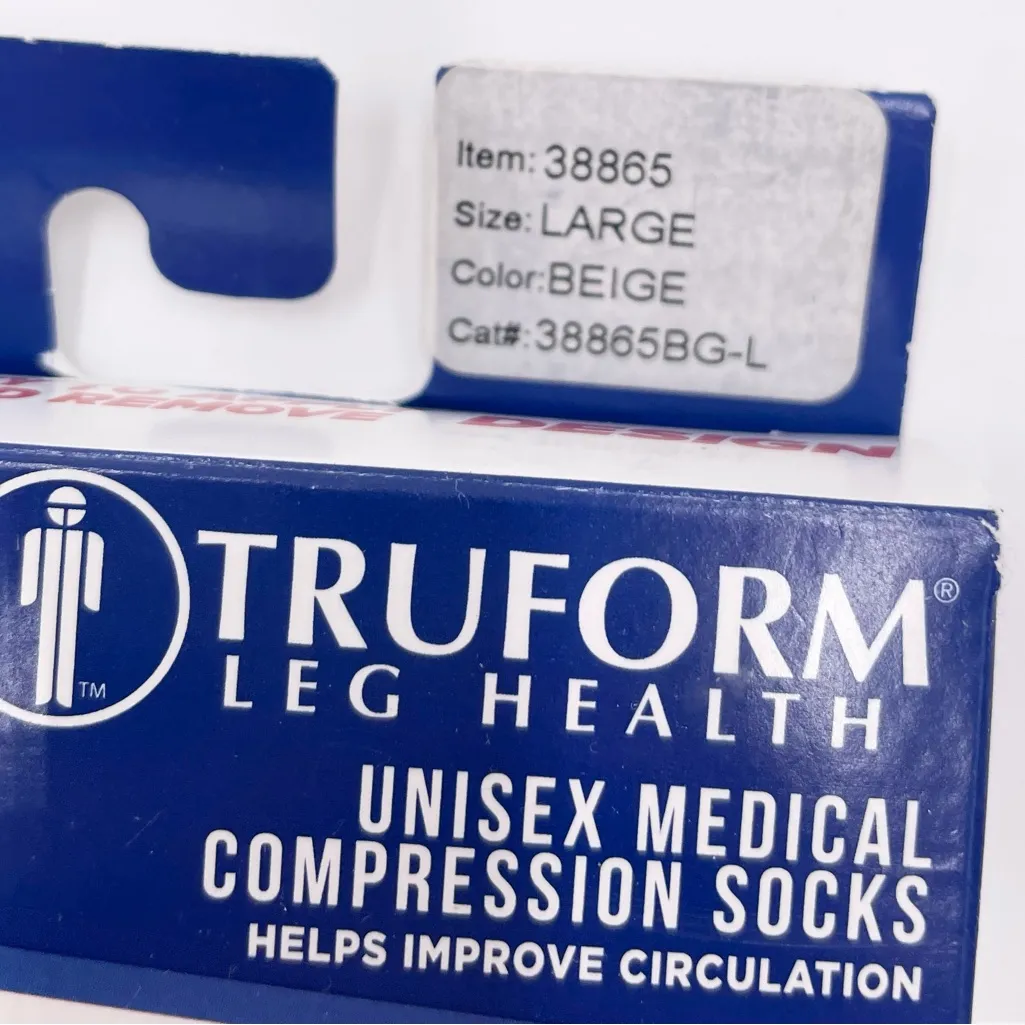 Item: 38865
Size: LARGE
Color:BEIGE
Cat#:38865BG-L
REMOVE DESIGN
TRUFORM®
LEG HEALTH
TM
UNISEX MEDICAL
COMPRESSION SOCKS
HELPS IMPROVE CIRCULATION